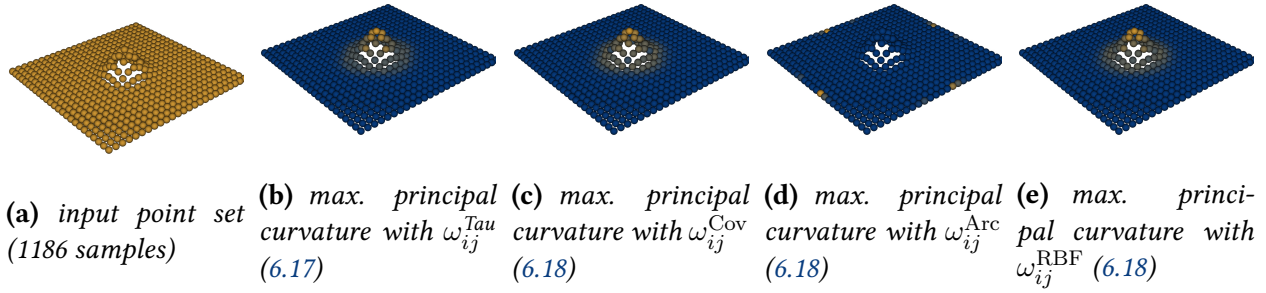 (a) input point set
(1186 samples)
(b) max. principal
curvature with ω_{ij}^{Tau}
(6.17)
(c) max. principal
curvature with ω_{ij}^{Cov}
(6.18)
(d) max. principal
curvature with ω_{ij}^{Arc}
(6.18)
(e) max. princi-
pal curvature with
ω_{ij}^{RBF} (6.18)